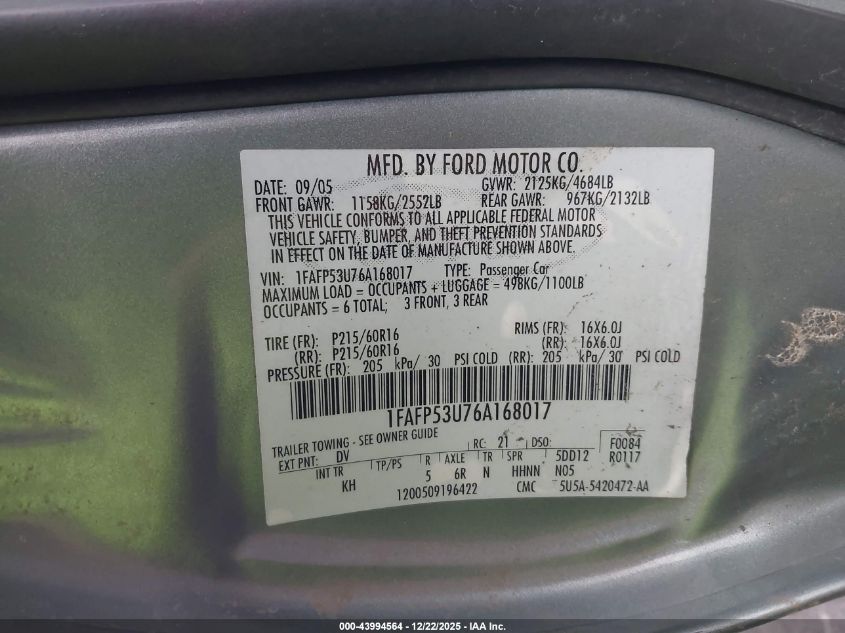 MFD. BY FORD MOTOR CO.
DATE: 09/05 GVWR: 2125KG/4684LB
FRONT GAWR: 1158KG/2552LB REAR GAWR: 967KG/2132LB
THIS VEHICLE CONFORMS TO ALL APPLICABLE FEDERAL MOTOR
VEHICLE SAFETY, BUMPER, AND THEFT PREVENTION STANDARDS
IN EFFECT ON THE DATE OF MANUFACTURE SHOWN ABOVE.
VIN: 1FAFP53U76A168017 TYPE: Passenger Car
MAXIMUM LOAD = OCCUPANTS + LUGGAGE = 498KG/1100LB
OCCUPANTS = 6 TOTAL; 3 FRONT, 3 REAR
TIRE (FR): P215/60R16 RIMS (FR): 16X6.0J
(RR): P215/60R16 (RR): 16X6.0J
PRESSURE (FR): 205 kPa/ 30 PSI COLD (RR): 205 kPa/ 30 PSI COLD
1FAFP53U76A168017
TRAILER TOWING - SEE OWNER GUIDE RC: 21 DSO: F0084
EXT PNT: DV INT TR TP/PS R AXLE TR SPR 5DD12 R0117
KH 5 6R N HHNN N05
1200509196422 CMC 5U5A-5420472-AA
000-43994564 - 12/22/2025 - IAA Inc.